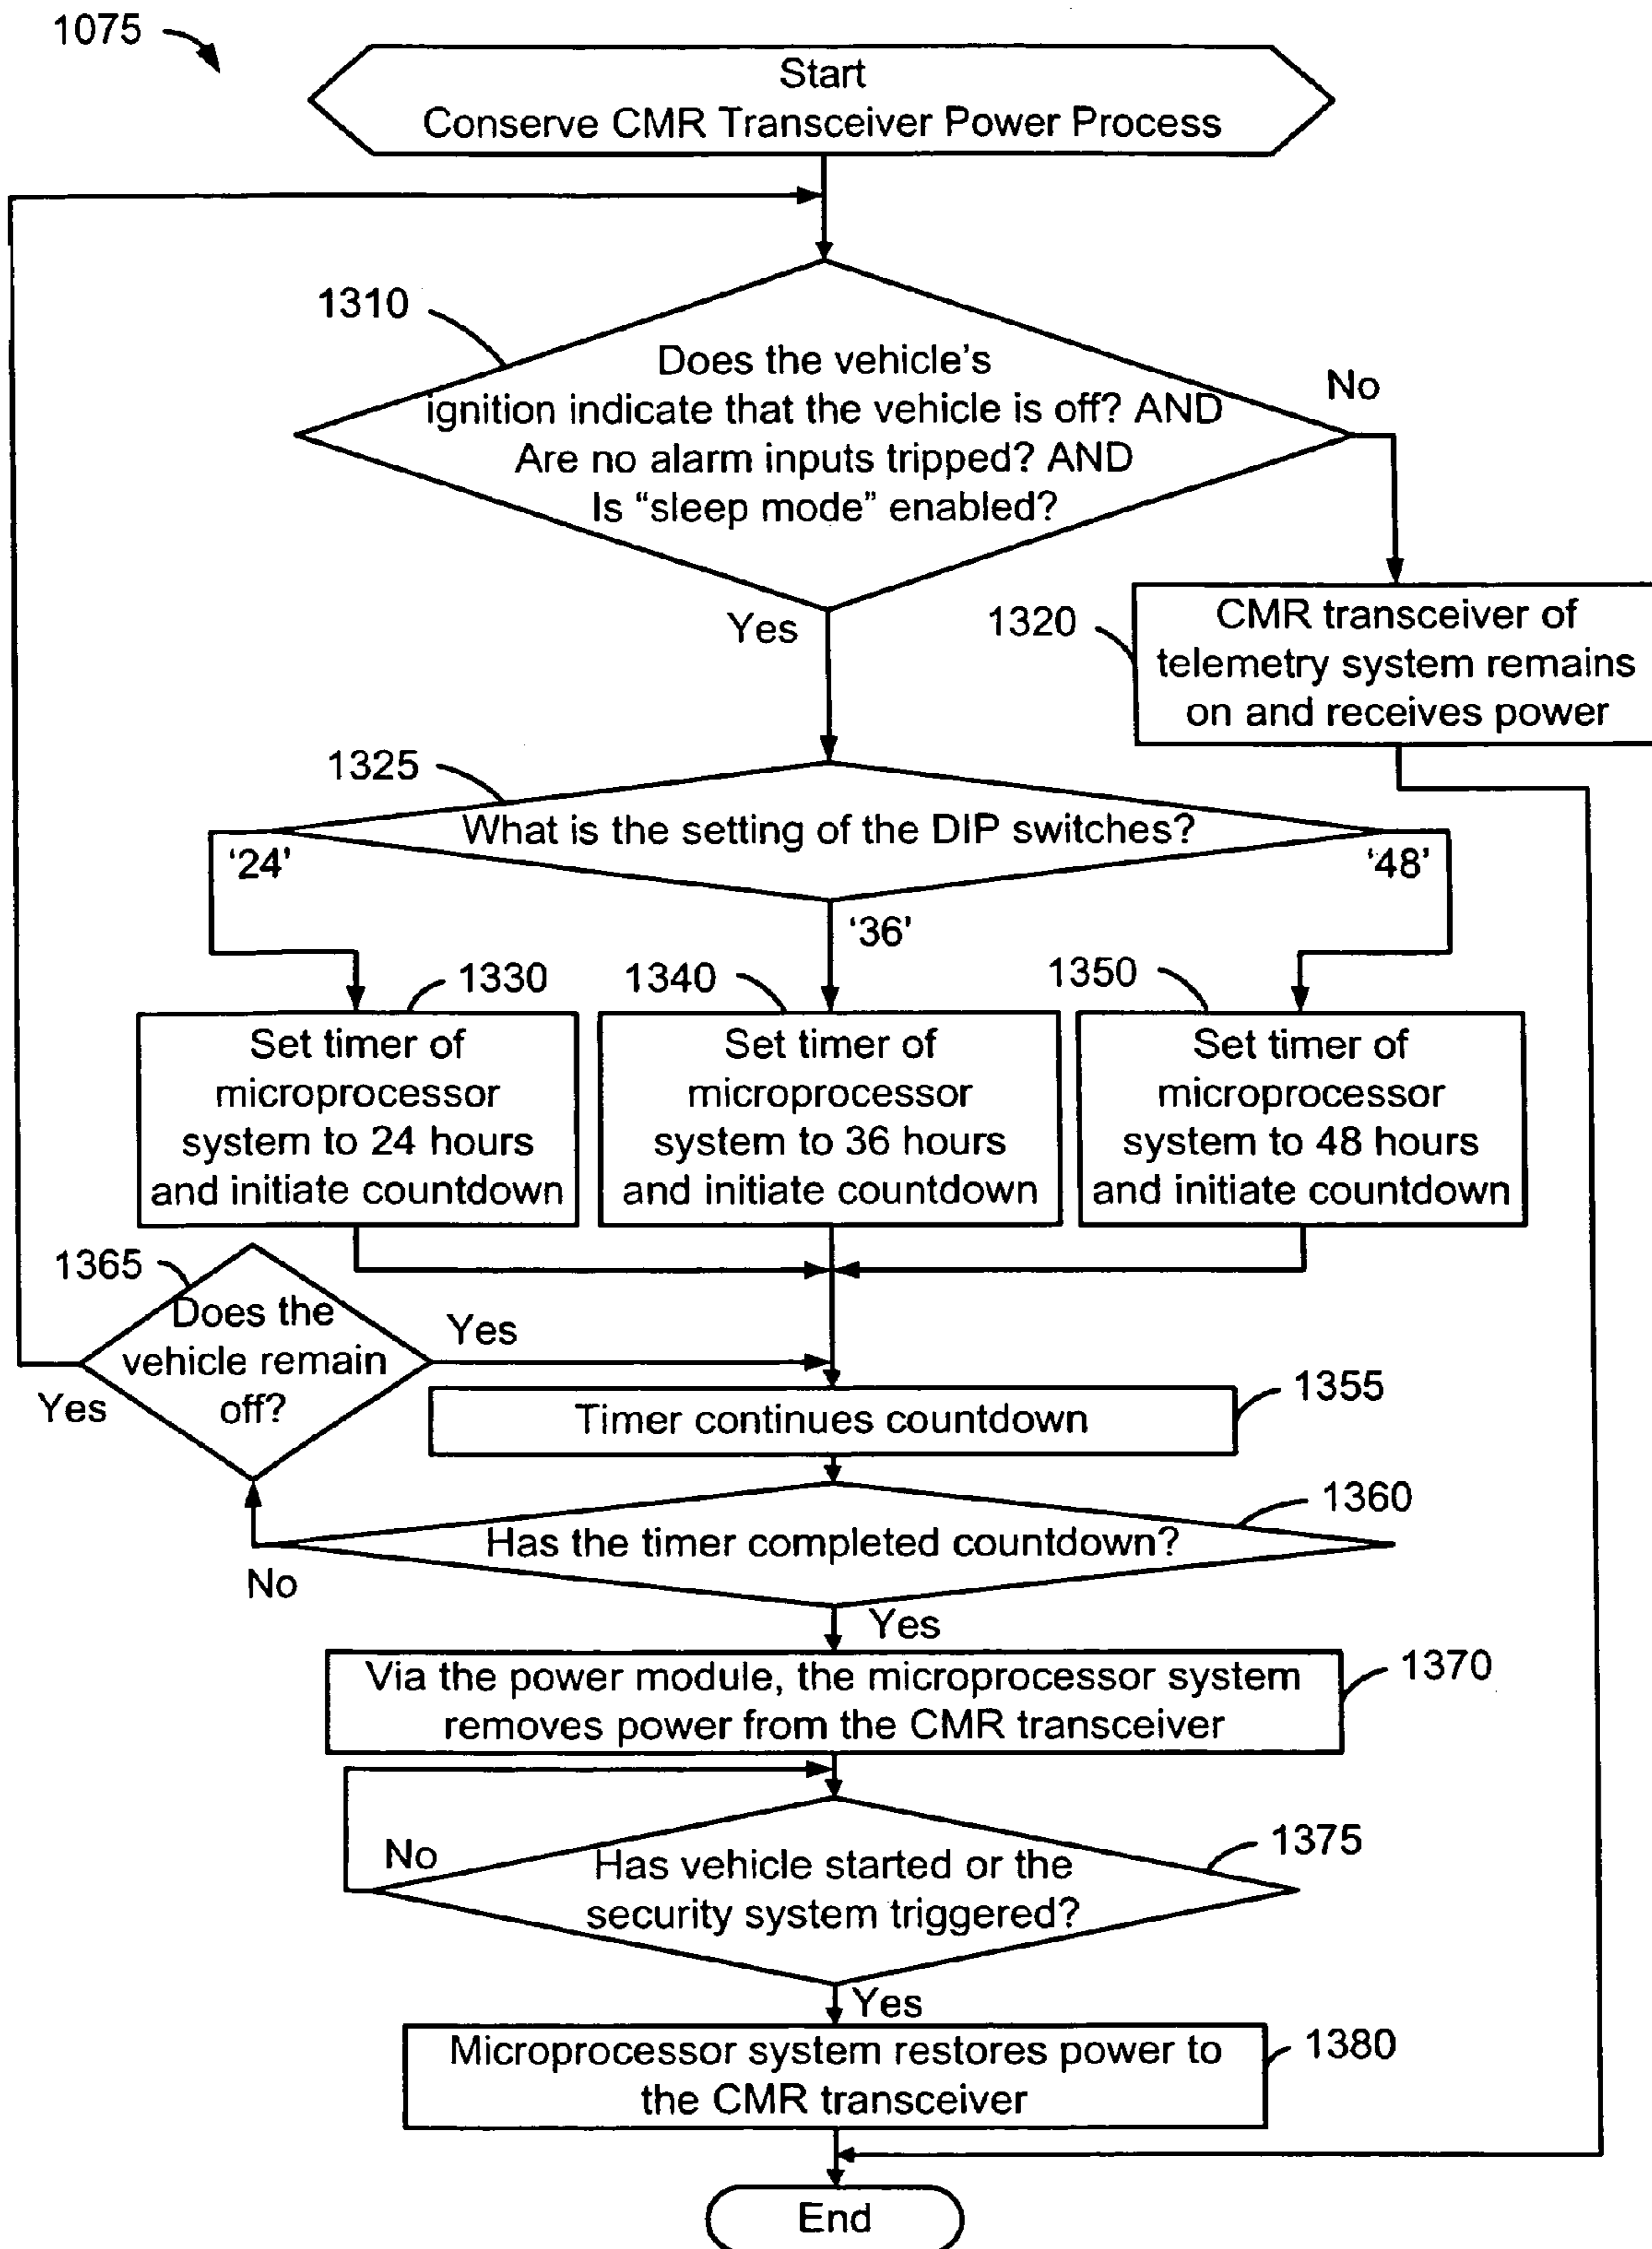 1075
Start
Conserve CMR Transceiver Power Process
1310
Does the vehicle's
ignition indicate that the vehicle is off? AND
Are no alarm inputs tripped? AND
Is “sleep mode” enabled?
No
Yes
1320
CMR transceiver of
telemetry system remains
on and receives power
1325
What is the setting of the DIP switches?
‘24’
‘36’
‘48’
1330
Set timer of
microprocessor
system to 24 hours
and initiate countdown
1340
Set timer of
microprocessor
system to 36 hours
and initiate countdown
1350
Set timer of
microprocessor
system to 48 hours
and initiate countdown
1365
Does the
vehicle remain
off?
Yes
Yes
1355
Timer continues countdown
1360
Has the timer completed countdown?
No
Yes
1370
Via the power module, the microprocessor system
removes power from the CMR transceiver
1375
No
Has vehicle started or the
security system triggered?
Yes
1380
Microprocessor system restores power to
the CMR transceiver
End